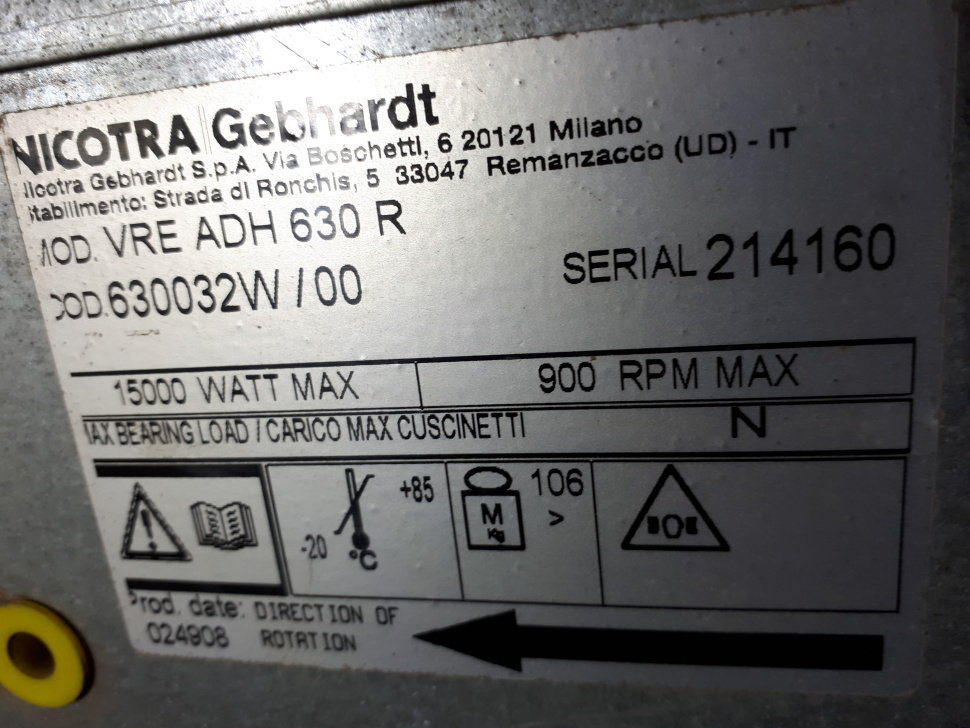 NICOTRA Gebhardt
Nicotra Gebhardt S.p.A. Via Boschetti, 6 20121 Milano
Stabilimento: Strada di Ronchis, 5 33047 Remanzacco (UD) - IT
MOD. VRE ADH 630 R
COD. 630032W / 00
SERIAL 214160
15000 WATT MAX
900 RPM MAX
MAX BEARING LOAD / CARICO MAX CUSCINETTI N
-20 +85 °C
M Kg 106 >
Prod. date: DIRECTION OF
024908 ROTATION